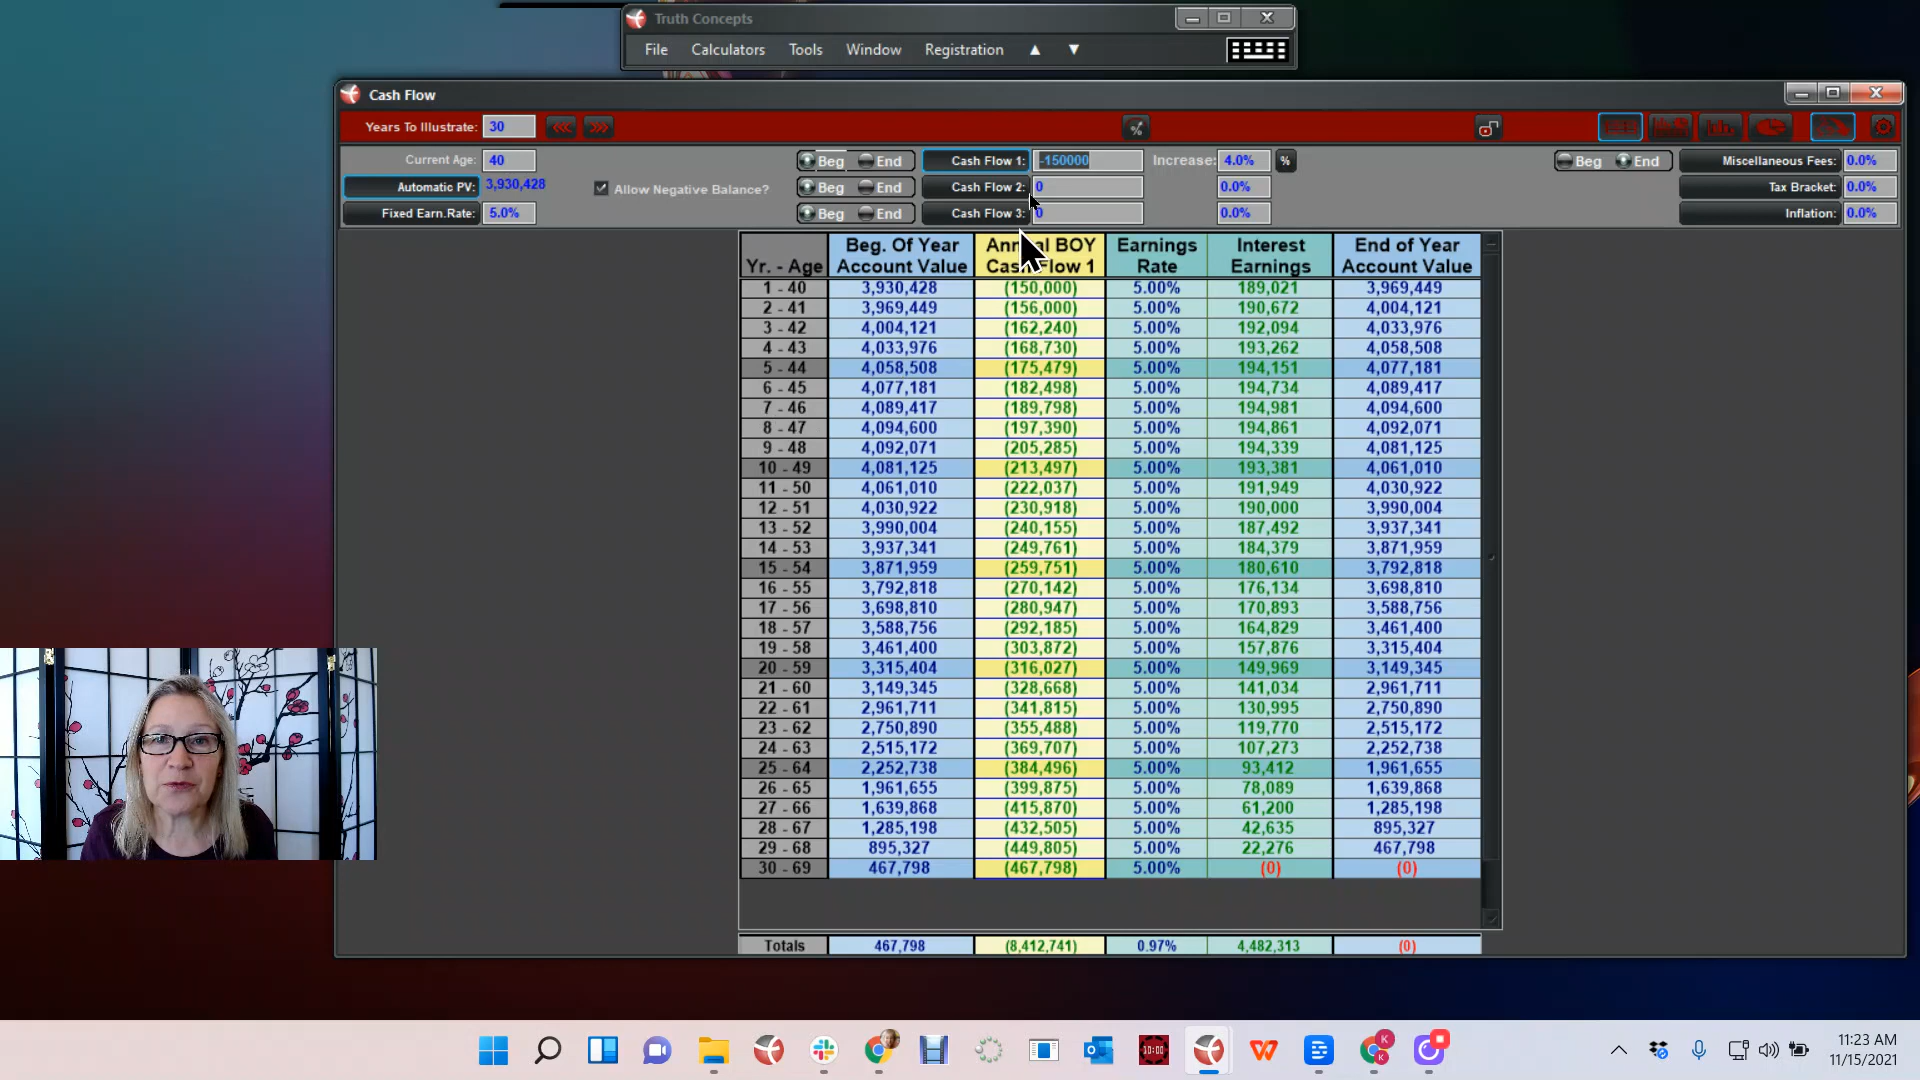 Truth Concepts
File Calculators Tools Window Registration ▲ ▼
Cash Flow
Years To Illustrate: 30
Current Age: 40 Beg End Cash Flow 1: -150000 Increase: 4.0% % Beg End Miscellaneous Fees: 0.0%
Automatic PV: 3,930,428 Allow Negative Balance? Beg End Cash Flow 2: 0 0.0% Tax Bracket: 0.0%
Fixed Earn.Rate: 5.0% Beg End Cash Flow 3: 0 0.0% Inflation: 0.0%
Beg. Of Year Annual BOY Earnings Interest End of Year
Yr. - Age Account Value Cash Flow 1 Rate Earnings Account Value
1 - 40 3,930,428 (150,000) 5.00% 189,021 3,969,449
2 - 41 3,969,449 (156,000) 5.00% 190,672 4,004,121
3 - 42 4,004,121 (162,240) 5.00% 192,094 4,033,976
4 - 43 4,033,976 (168,730) 5.00% 193,262 4,058,508
5 - 44 4,058,508 (175,479) 5.00% 194,151 4,077,181
6 - 45 4,077,181 (182,498) 5.00% 194,734 4,089,417
7 - 46 4,089,417 (189,798) 5.00% 194,981 4,094,600
8 - 47 4,094,600 (197,390) 5.00% 194,861 4,092,071
9 - 48 4,092,071 (205,285) 5.00% 194,339 4,081,125
10 - 49 4,081,125 (213,497) 5.00% 193,381 4,061,010
11 - 50 4,061,010 (222,037) 5.00% 191,949 4,030,922
12 - 51 4,030,922 (230,918) 5.00% 190,000 3,990,004
13 - 52 3,990,004 (240,155) 5.00% 187,492 3,937,341
14 - 53 3,937,341 (249,761) 5.00% 184,379 3,871,959
15 - 54 3,871,959 (259,751) 5.00% 180,610 3,792,818
16 - 55 3,792,818 (270,142) 5.00% 176,134 3,698,810
17 - 56 3,698,810 (280,947) 5.00% 170,893 3,588,756
18 - 57 3,588,756 (292,185) 5.00% 164,829 3,461,400
19 - 58 3,461,400 (303,872) 5.00% 157,876 3,315,404
20 - 59 3,315,404 (316,027) 5.00% 149,969 3,149,345
21 - 60 3,149,345 (328,668) 5.00% 141,034 2,961,711
22 - 61 2,961,711 (341,815) 5.00% 130,995 2,750,890
23 - 62 2,750,890 (355,488) 5.00% 119,770 2,515,172
24 - 63 2,515,172 (369,707) 5.00% 107,273 2,252,738
25 - 64 2,252,738 (384,496) 5.00% 93,412 1,961,655
26 - 65 1,961,655 (399,875) 5.00% 78,089 1,639,868
27 - 66 1,639,868 (415,870) 5.00% 61,200 1,285,198
28 - 67 1,285,198 (432,505) 5.00% 42,635 895,327
29 - 68 895,327 (449,805) 5.00% 22,276 467,798
30 - 69 467,798 (467,798) 5.00% (0) (0)
Totals 467,798 (8,412,741) 0.97% 4,482,313 (0)
10:00
K
K
11:23 AM
11/15/2021